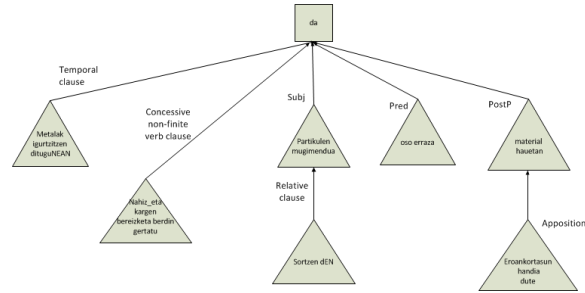 da
Temporal
clause
Concessive
non-finite
verb clause
Subj
Pred
PostP
Metalak
igurtzitzen
dituguNEAN
Nahiz_eta
kargen
bereizketa berdin
gertatu
Partikulen
mugimendua
oso erraza
material
hauetan
Relative
clause
Apposition
Sortzen dEN
Eroankortasun
handia
dute